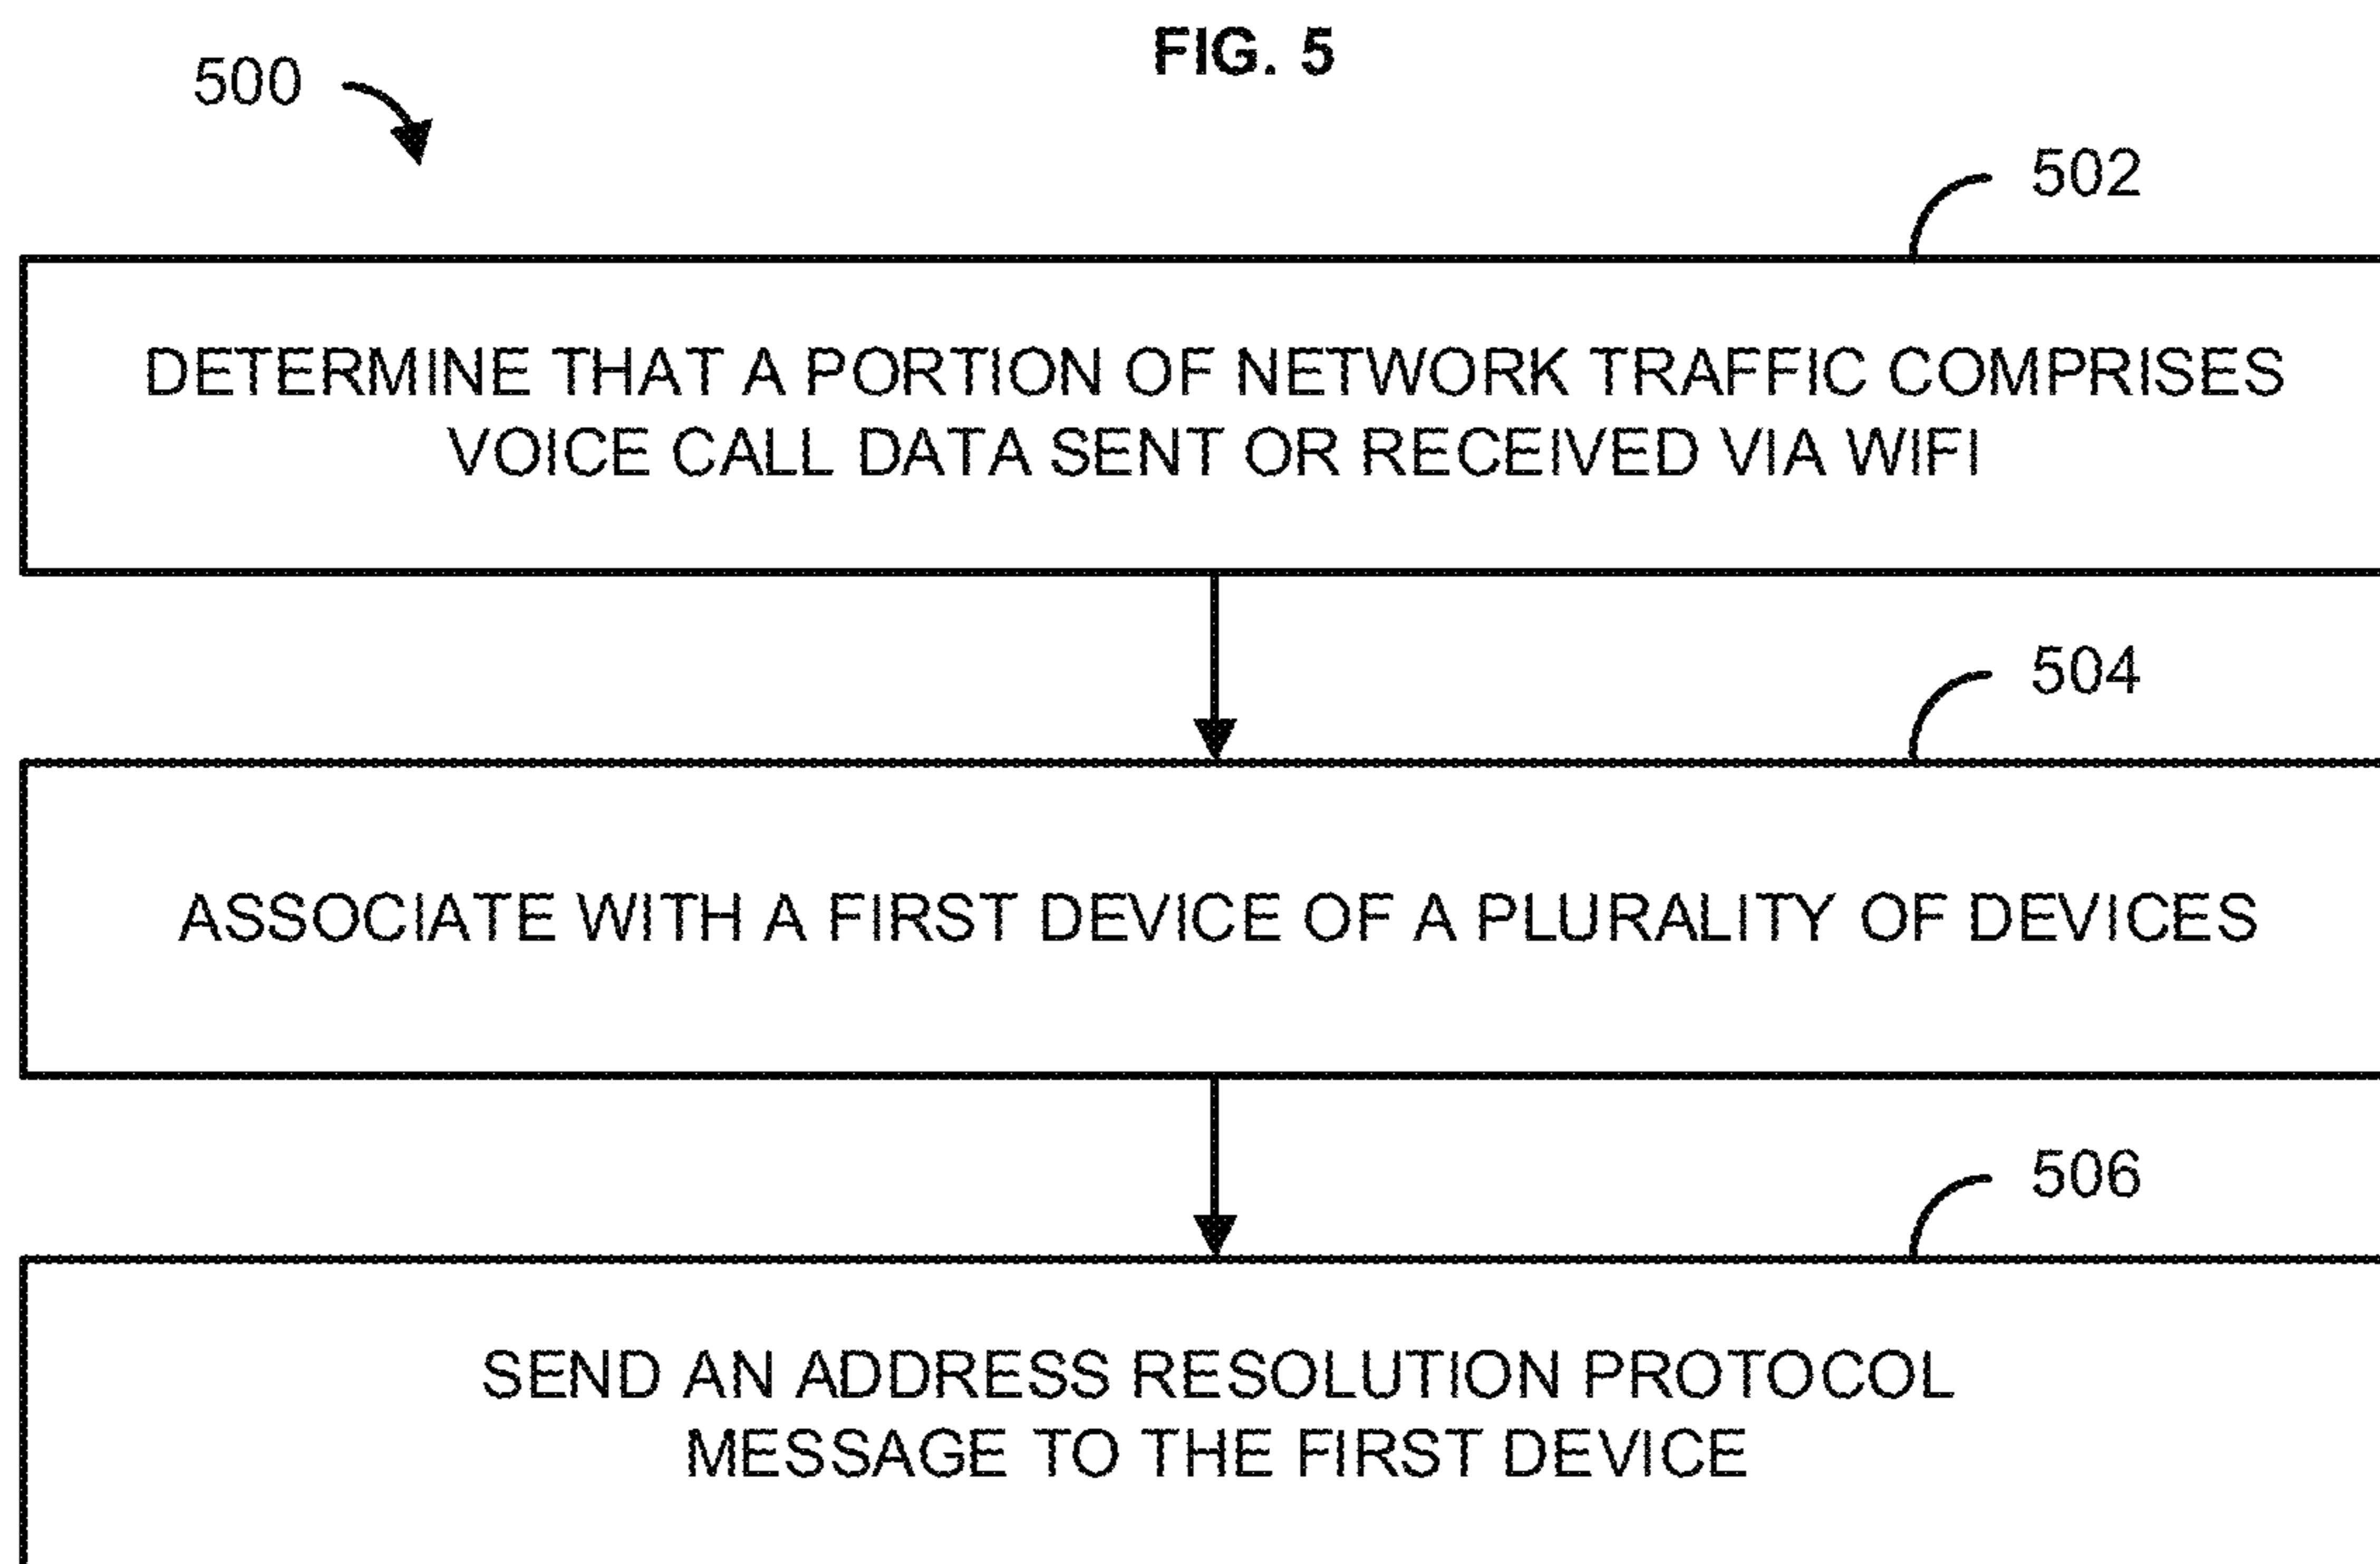 FIG. 5
500
502
DETERMINE THAT A PORTION OF NETWORK TRAFFIC COMPRISES
VOICE CALL DATA SENT OR RECEIVED VIA WIFI
504
ASSOCIATE WITH A FIRST DEVICE OF A PLURALITY OF DEVICES
506
SEND AN ADDRESS RESOLUTION PROTOCOL
MESSAGE TO THE FIRST DEVICE